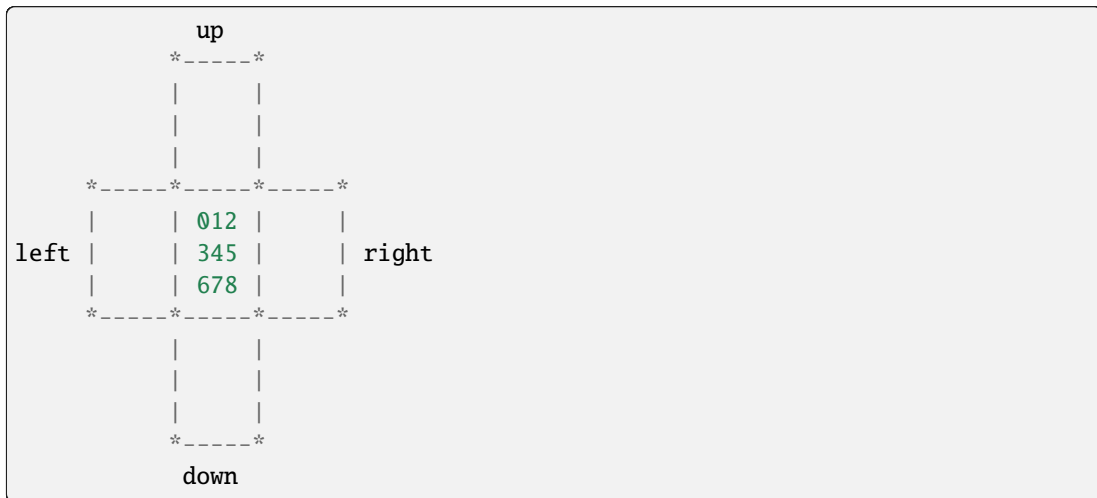 up
           *-----*
           |     |
           |     |
           |     |
     *-----*-----*-----*
     |     | 012 |     |
left |     | 345 |     | right
     |     | 678 |     |
     *-----*-----*-----*
           |     |
           |     |
           |     |
           *-----*
            down